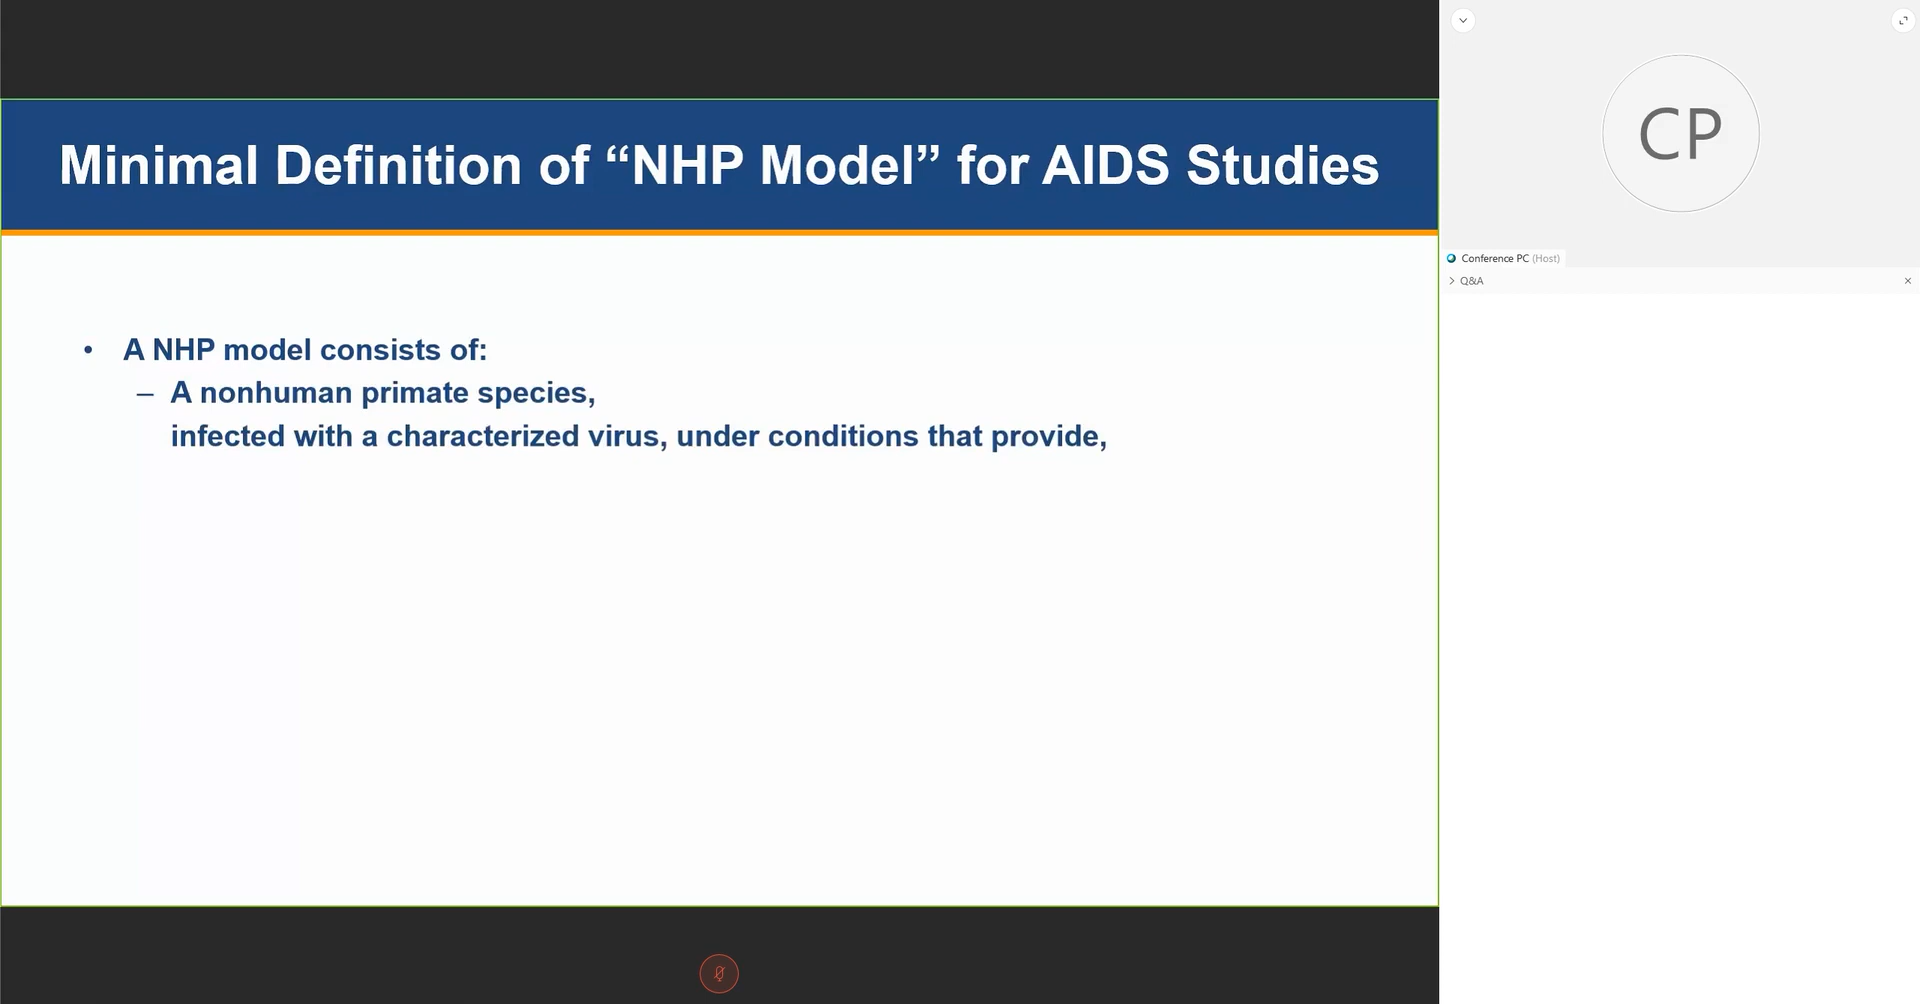 Minimal Definition of “NHP Model” for AIDS Studies
• A NHP model consists of:
– A nonhuman primate species,
infected with a characterized virus, under conditions that provide,
CP
Conference PC (Host)
Q&A